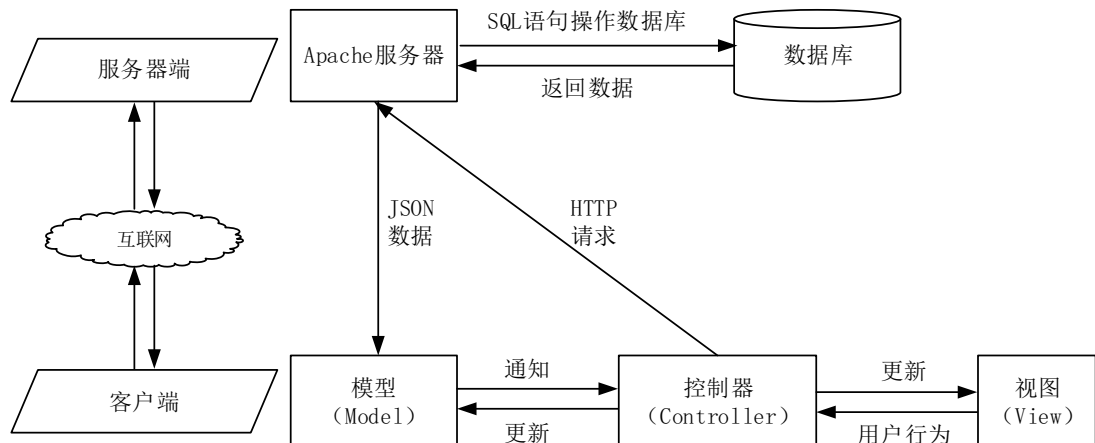 SQL语句操作数据库
服务器端
Apache服务器
数据库
返回数据
互联网
JSON
数据
HTTP
请求
客户端
模型
（Model）
通知
更新
控制器
（Controller）
更新
用户行为
视图
（View）